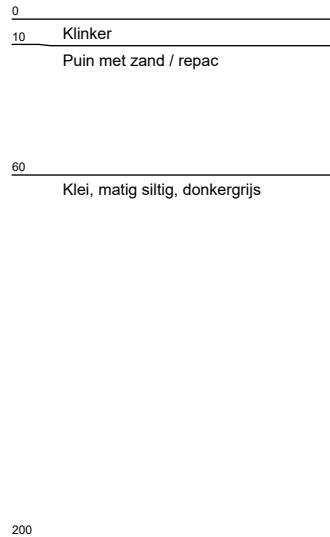 0
Klinker
10
Puin met zand / repac
60
Klei, matig siltig, donkergrijs
200